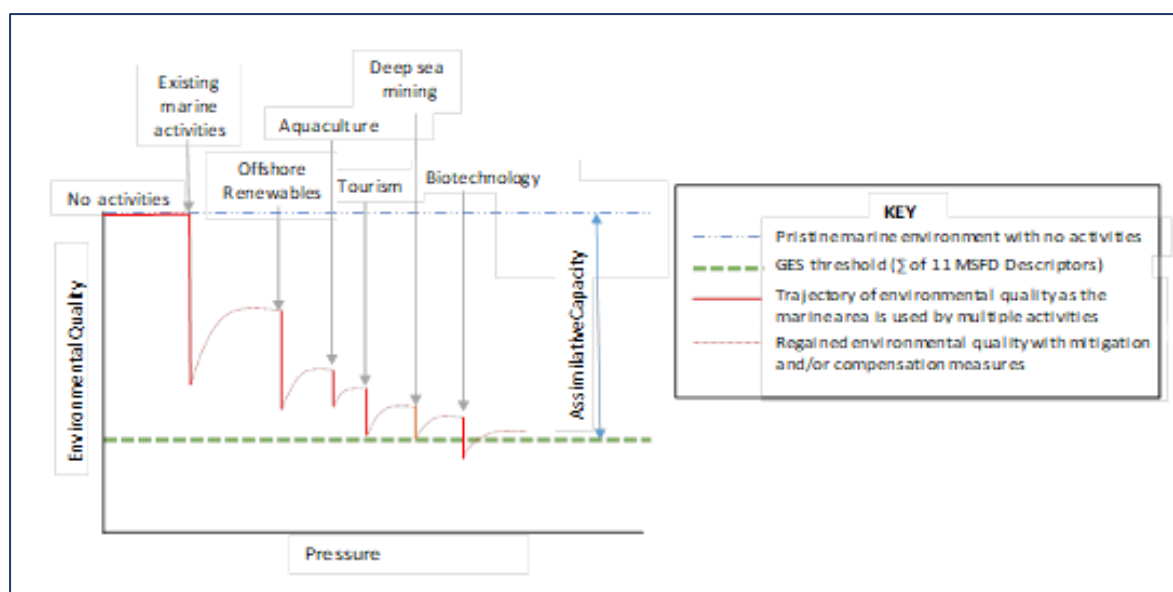 Deep sea
mining
Existing
marine
activities
Aquaculture
Offshore
Renewables
Tourism
Biotechnology
No activities
Environmental Quality
Assimilative Capacity
Pressure
KEY
Pristine marine environment with no activities
GES threshold (∑ of 11 MSFD Descriptors)
Trajectory of environmental quality as the
marine area is used by multiple activities
Regained environmental quality with mitigation
and/or compensation measures